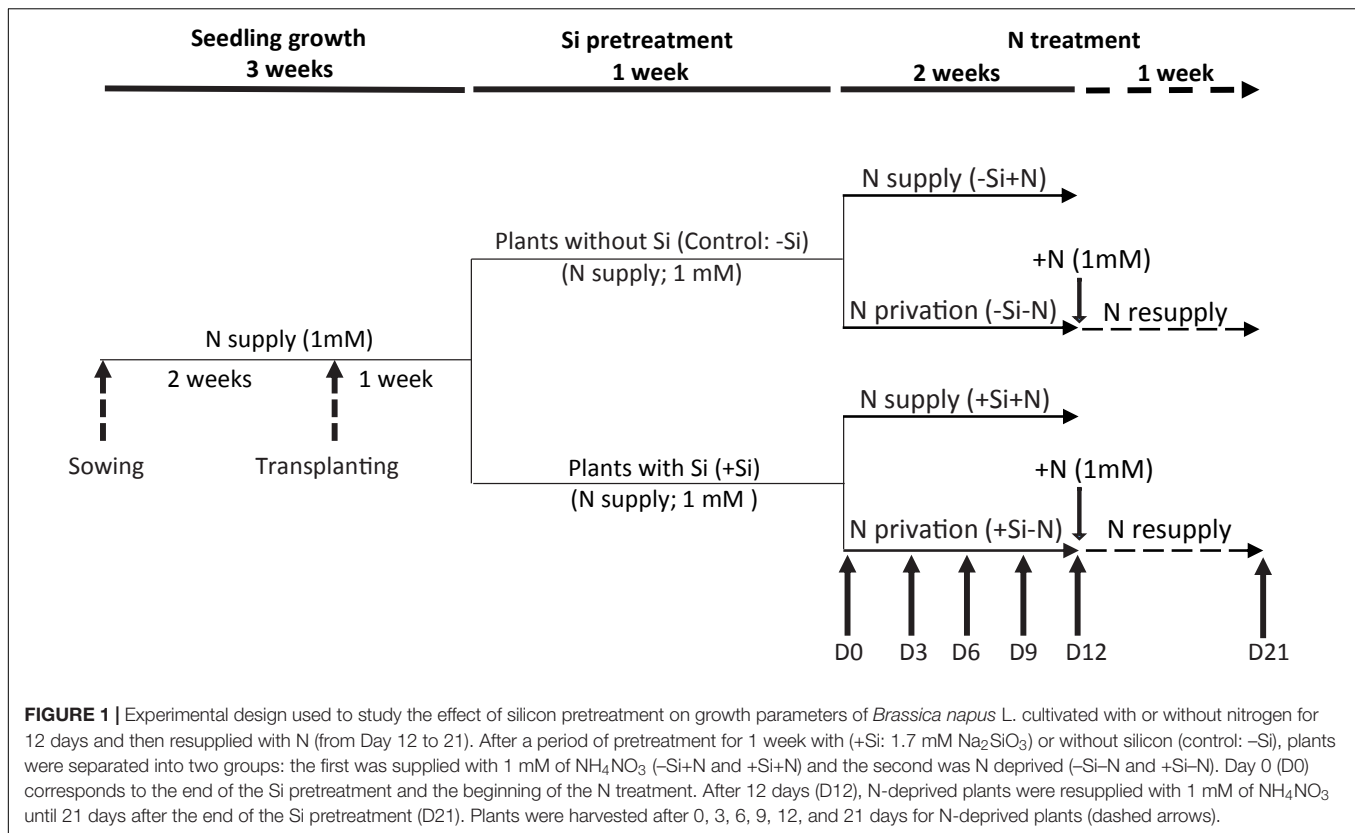 Seedling growth
3 weeks
Si pretreatment
1 week
N treatment
2 weeks
1 week
N supply (-Si+N)
Plants without Si (Control: -Si)
(N supply; 1 mM)
+N (1mM)
N privation (-Si-N)
N resupply
N supply (1mM)
2 weeks
1 week
Sowing
Transplanting
N supply (+Si+N)
Plants with Si (+Si)
(N supply; 1 mM )
+N (1mM)
N privation (+Si-N)
N resupply
D0
D3
D6
D9
D12
D21
FIGURE 1 | Experimental design used to study the effect of silicon pretreatment on growth parameters of Brassica napus L. cultivated with or without nitrogen for
12 days and then resupplied with N (from Day 12 to 21). After a period of pretreatment for 1 week with (+Si: 1.7 mM Na₂SiO₃) or without silicon (control: –Si), plants
were separated into two groups: the first was supplied with 1 mM of NH₄NO₃ (–Si+N and +Si+N) and the second was N deprived (–Si–N and +Si–N). Day 0 (D0)
corresponds to the end of the Si pretreatment and the beginning of the N treatment. After 12 days (D12), N-deprived plants were resupplied with 1 mM of NH₄NO₃
until 21 days after the end of the Si pretreatment (D21). Plants were harvested after 0, 3, 6, 9, 12, and 21 days for N-deprived plants (dashed arrows).